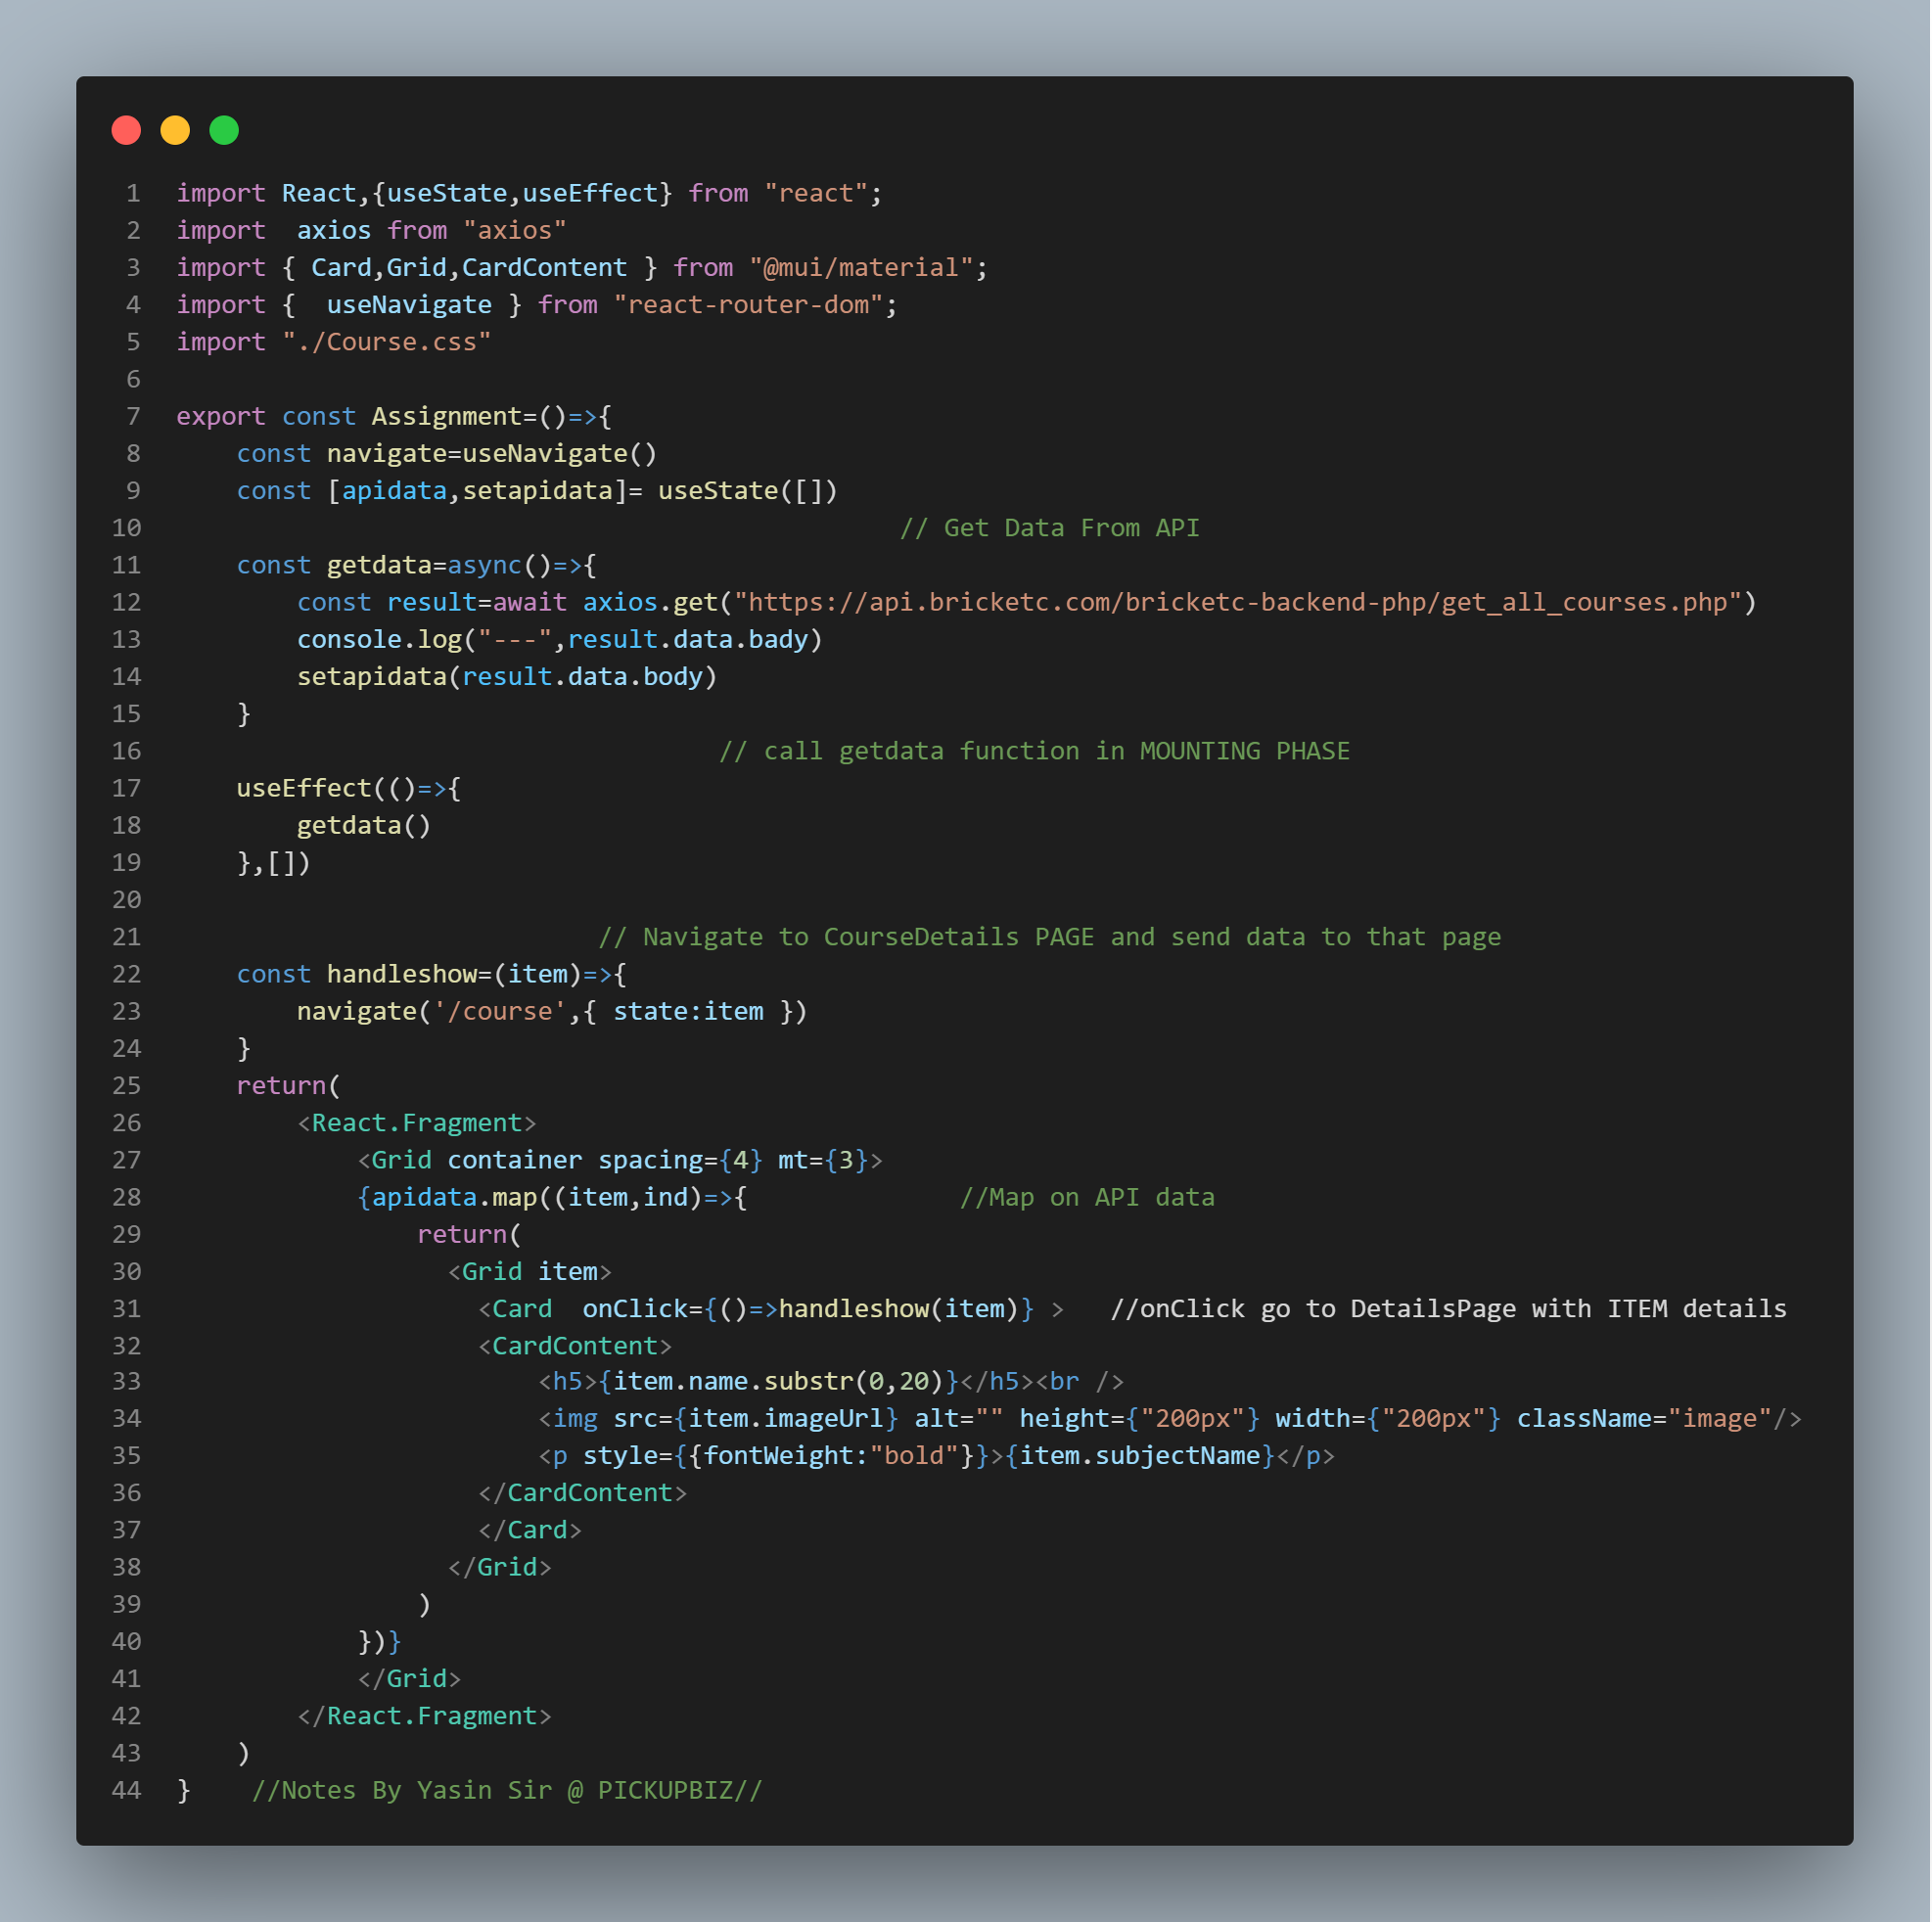 1 import React,{useState,useEffect} from "react";
2 import  axios from "axios"
3 import { Card,Grid,CardContent } from "@mui/material";
4 import {  useNavigate } from "react-router-dom";
5 import "./Course.css"
6
7 export const Assignment=()=>{
8     const navigate=useNavigate()
9     const [apidata,setapidata]= useState([])
10                                                 // Get Data From API
11     const getdata=async()=>{
12         const result=await axios.get("https://api.bricketc.com/bricketc-backend-php/get_all_courses.php")
13         console.log("---",result.data.bady)
14         setapidata(result.data.body)
15     }
16                                     // call getdata function in MOUNTING PHASE
17     useEffect(()=>{
18         getdata()
19     },[])
20
21                             // Navigate to CourseDetails PAGE and send data to that page
22     const handleshow=(item)=>{
23         navigate('/course',{ state:item })
24     }
25     return(
26         <React.Fragment>
27             <Grid container spacing={4} mt={3}>
28             {apidata.map((item,ind)=>{              //Map on API data
29                 return(
30                   <Grid item>
31                     <Card  onClick={()=>handleshow(item)} >   //onClick go to DetailsPage with ITEM details
32                     <CardContent>
33                         <h5>{item.name.substr(0,20)}</h5><br />
34                         <img src={item.imageUrl} alt="" height={"200px"} width={"200px"} className="image"/>
35                         <p style={{fontWeight:"bold"}}>{item.subjectName}</p>
36                     </CardContent>
37                     </Card>
38                   </Grid>
39                 )
40             })}
41             </Grid>
42         </React.Fragment>
43     )
44 }    //Notes By Yasin Sir @ PICKUPBIZ//